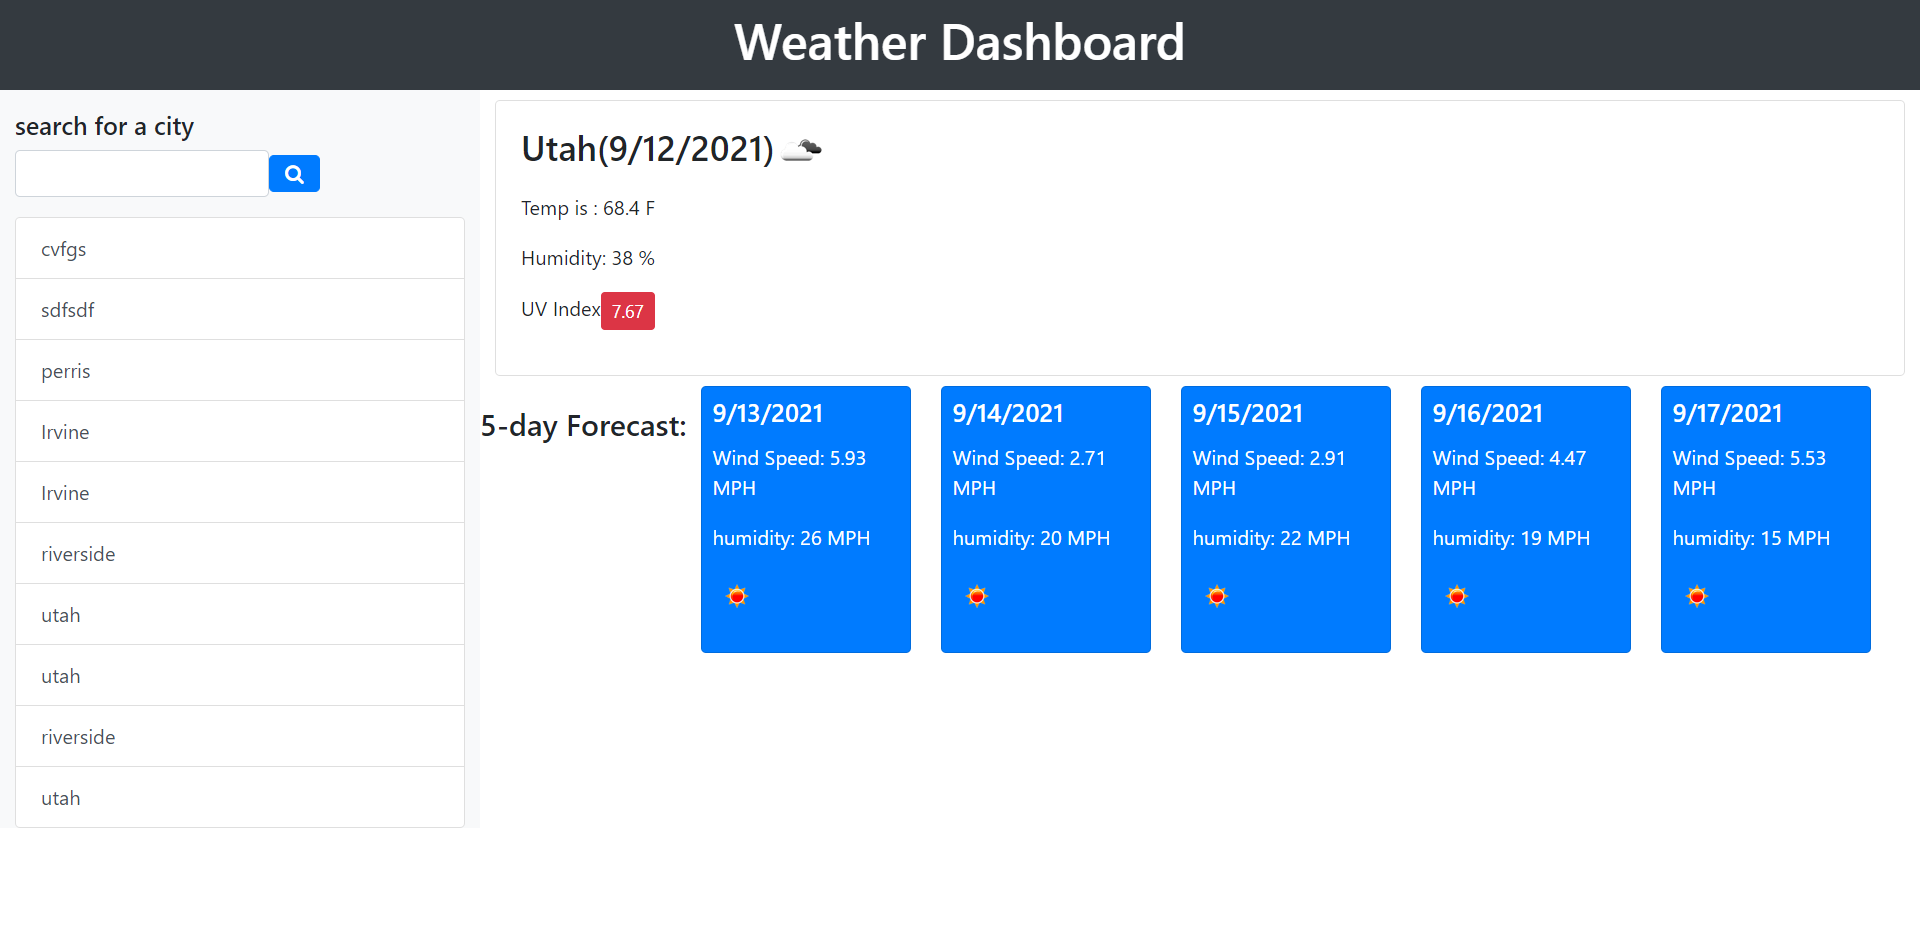 Weather Dashboard
search for a city
cvfgs
sdfsdf
perris
Irvine
Irvine
riverside
utah
utah
riverside
utah
Utah(9/12/2021)
Temp is : 68.4 F
Humidity: 38 %
UV Index 7.67
5-day Forecast:
9/13/2021
Wind Speed: 5.93
MPH
humidity: 26 MPH
9/14/2021
Wind Speed: 2.71
MPH
humidity: 20 MPH
9/15/2021
Wind Speed: 2.91
MPH
humidity: 22 MPH
9/16/2021
Wind Speed: 4.47
MPH
humidity: 19 MPH
9/17/2021
Wind Speed: 5.53
MPH
humidity: 15 MPH